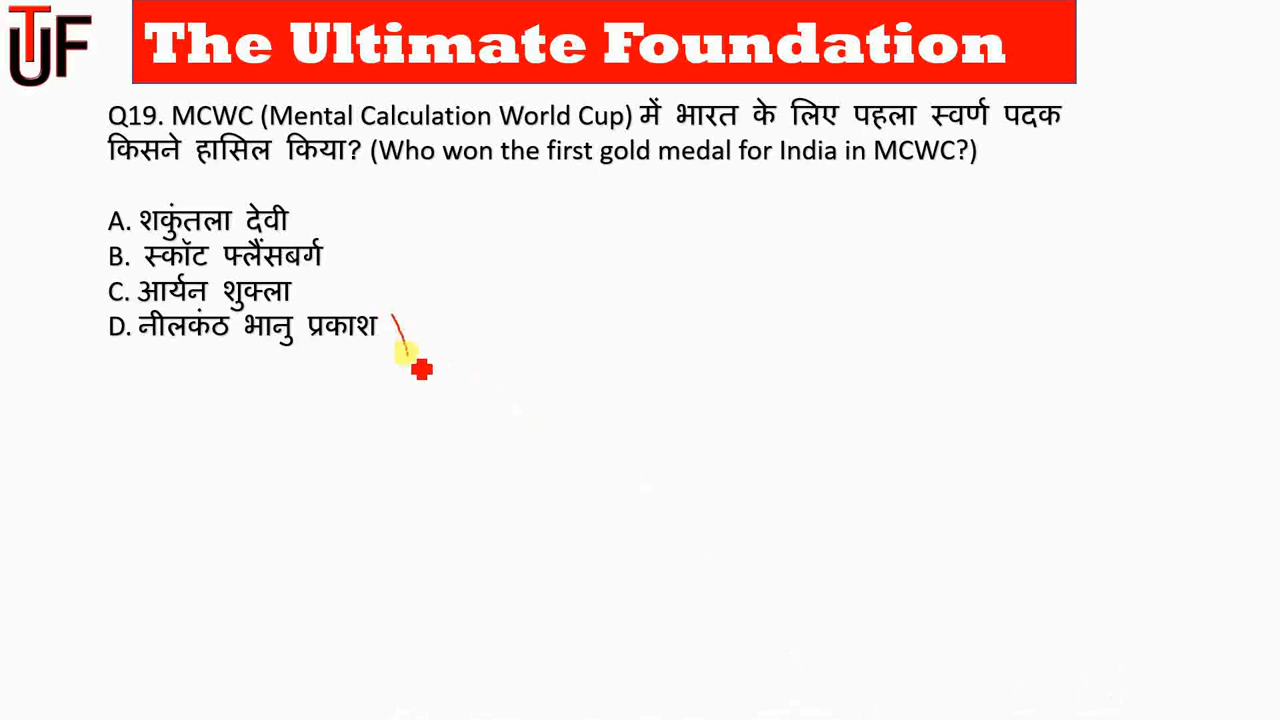 TUF
The Ultimate Foundation
Q19. MCWC (Mental Calculation World Cup) में भारत के लिए पहला स्वर्ण पदक
किसने हासिल किया? (Who won the first gold medal for India in MCWC?)
A. शकुंतला देवी
B. स्कॉट फ्लैंसबर्ग
C. आर्यन शुक्ला
D. नीलकंठ भानु प्रकाश